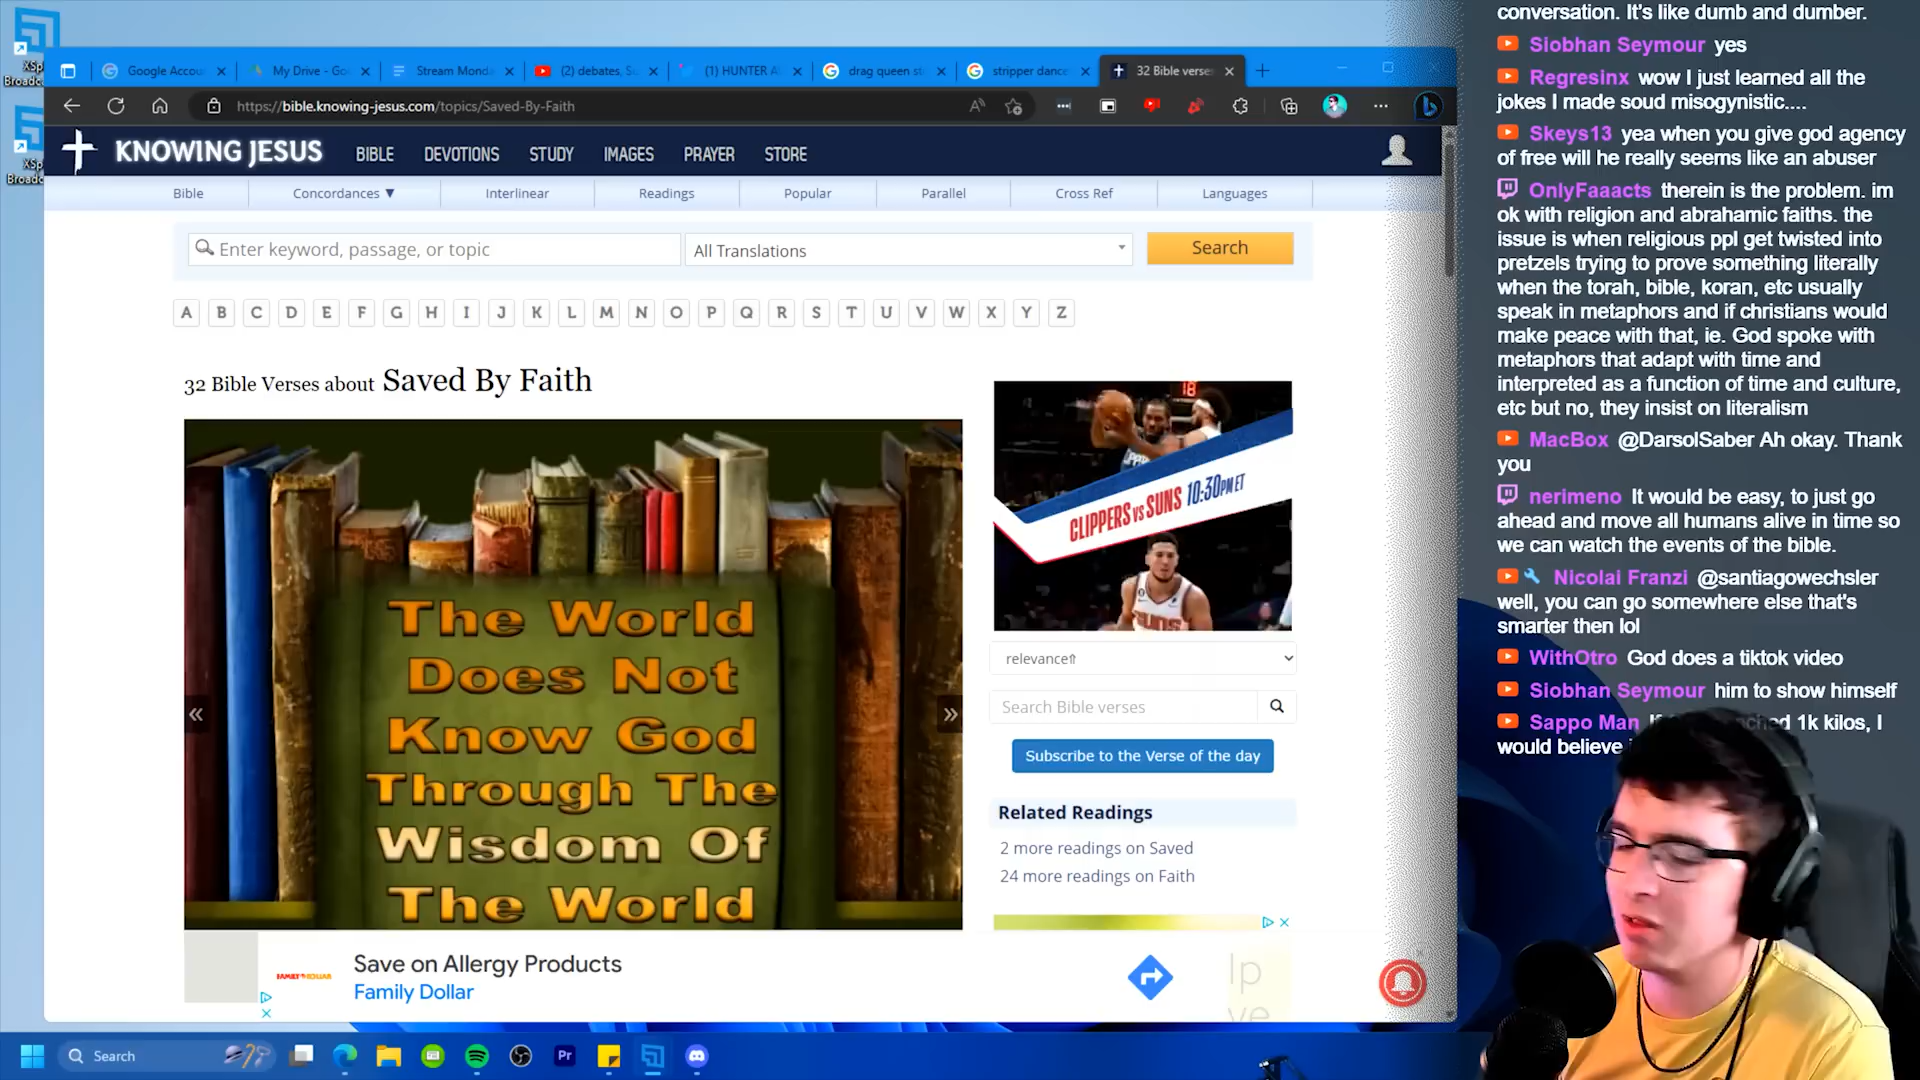 XSpl
Broadc
XSpl
Broadc
Google Accou
My Drive - Go
Stream Monda
(2) debates, Su
(1) HUNTER A
drag queen st
stripper dance
32 Bible verse
https://bible.knowing-jesus.com/topics/Saved-By-Faith
KNOWING JESUS
BIBLE
DEVOTIONS
STUDY
IMAGES
PRAYER
STORE
Bible
Concordances ▼
Interlinear
Readings
Popular
Parallel
Cross Ref
Languages
Enter keyword, passage, or topic
All Translations
Search
A B C D E F G H I J K L M N O P Q R S T U V W X Y Z
32 Bible Verses about Saved By Faith
The World
Does Not
Know God
Through The
Wisdom Of
The World
18
CLIPPERS VS SUNS 10:30PM ET
SUNS
relevance⇑
Search Bible verses
Subscribe to the Verse of the day
Related Readings
2 more readings on Saved
24 more readings on Faith
FAMILY DOLLAR
Save on Allergy Products
Family Dollar
Search
Pr
conversation. It's like dumb and dumber.
Siobhan Seymour yes
Regresinx wow I just learned all the
jokes I made soud misogynistic....
Skeys13 yea when you give god agency
of free will he really seems like an abuser
OnlyFaaacts therein is the problem. im
ok with religion and abrahamic faiths. the
issue is when religious ppl get twisted into
pretzels trying to prove something literally
when the torah, bible, koran, etc usually
speak in metaphors and if christians would
make peace with that, ie. God spoke with
metaphors that adapt with time and
interpreted as a function of time and culture,
etc but no, they insist on literalism
MacBox @DarsolSaber Ah okay. Thank
you
nerimeno It would be easy, to just go
ahead and move all humans alive in time so
we can watch the events of the bible.
Nicolai Franzi @santiagowechsler
well, you can go somewhere else that's
smarter then lol
WithOtro God does a tiktok video
Siobhan Seymour him to show himself
Sappo Man ched 1k kilos, I
would believe